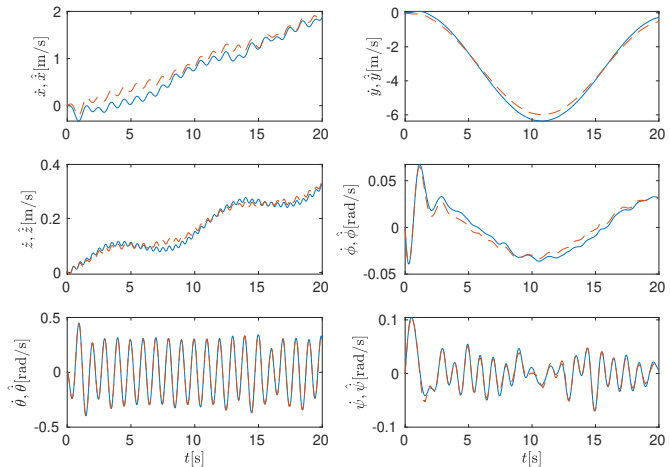 2
1
0
ẋ, ẋ̂[m/s]
0 5 10 15 20
0
-2
-4
-6
ẏ, ẏ̂[m/s]
0 5 10 15 20
0.4
0.2
0
ż, ż̂[m/s]
0 5 10 15 20
0.05
0
-0.05
φ̇, φ̇̂[rad/s]
0 5 10 15 20
0.5
0
-0.5
θ̇, θ̇̂[rad/s]
0 5 10 15 20
t[s]
0.1
0
-0.1
ψ̇, ψ̇̂[rad/s]
0 5 10 15 20
t[s]